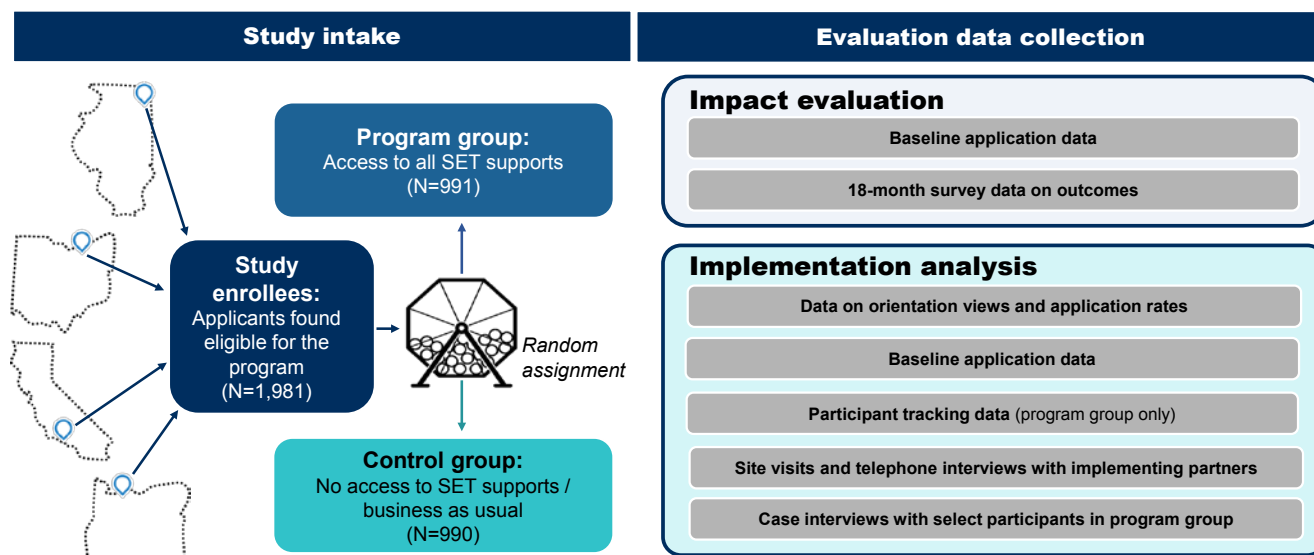 Study intake
Program group:
Access to all SET supports
(N=991)
Study
enrollees:
Applicants found
eligible for the
program
(N=1,981)
Random
assignment
Control group:
No access to SET supports /
business as usual
(N=990)
Evaluation data collection
Impact evaluation
Baseline application data
18-month survey data on outcomes
Implementation analysis
Data on orientation views and application rates
Baseline application data
Participant tracking data (program group only)
Site visits and telephone interviews with implementing partners
Case interviews with select participants in program group